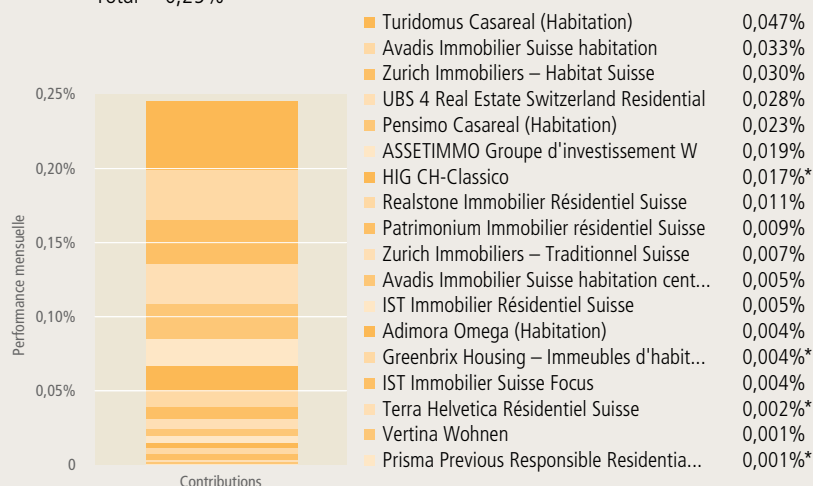 Total 0,25%
Turidomus Casareal (Habitation) 0,047%
Avadis Immobilier Suisse habitation 0,033%
Zurich Immobiliers – Habitat Suisse 0,030%
UBS 4 Real Estate Switzerland Residential 0,028%
Pensimo Casareal (Habitation) 0,023%
ASSETIMMO Groupe d'investissement W 0,019%
HIG CH-Classico 0,017%*
Realstone Immobilier Résidentiel Suisse 0,011%
Patrimonium Immobilier résidentiel Suisse 0,009%
Zurich Immobiliers – Traditionnel Suisse 0,007%
Avadis Immobilier Suisse habitation cent... 0,005%
IST Immobilier Résidentiel Suisse 0,005%
Adimora Omega (Habitation) 0,004%
Greenbrix Housing – Immeubles d'habit... 0,004%*
IST Immobilier Suisse Focus 0,004%
Terra Helvetica Résidentiel Suisse 0,002%*
Vertina Wohnen 0,001%
Prisma Previous Responsible Residentia... 0,001%*
Performance mensuelle
0,25%
0,20%
0,15%
0,10%
0,05%
0
Contributions